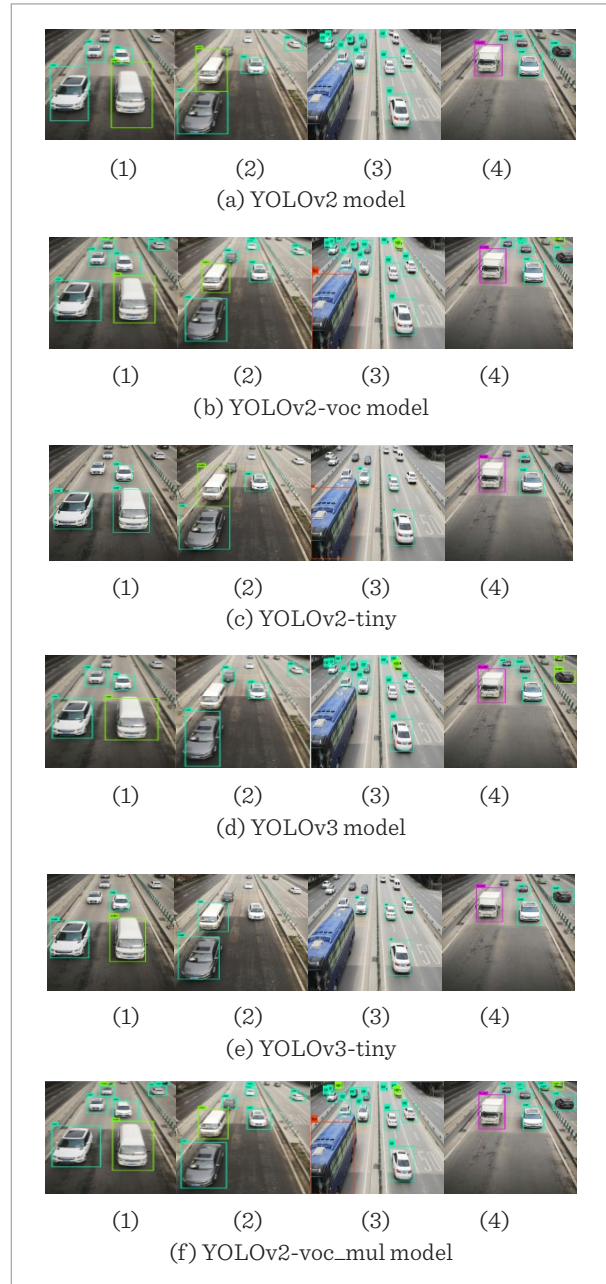 (1) (2) (3) (4)
(a) YOLOv2 model
(1) (2) (3) (4)
(b) YOLOv2-voc model
(1) (2) (3) (4)
(c) YOLOv2-tiny
(1) (2) (3) (4)
(d) YOLOv3 model
(1) (2) (3) (4)
(e) YOLOv3-tiny
(1) (2) (3) (4)
(f) YOLOv2-voc_mul model